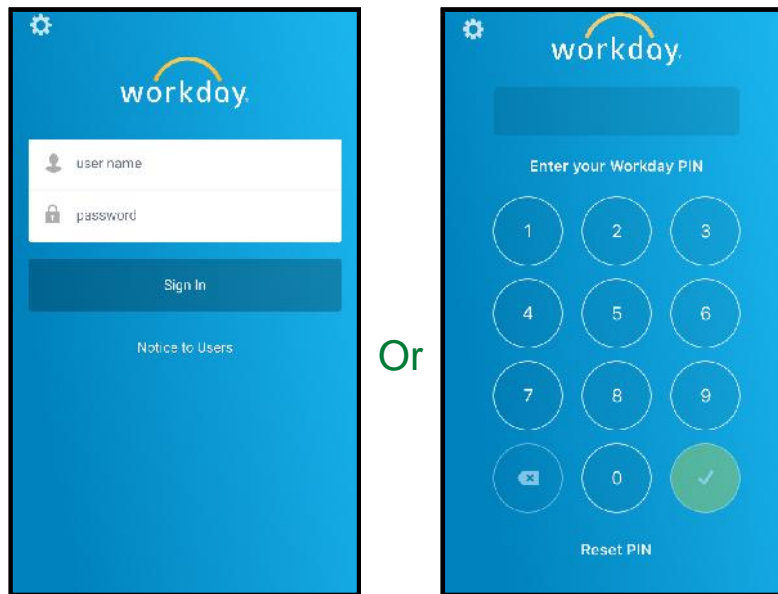 workday.
user name
password
Sign In
Notice to Users
Or
workday.
Enter your Workday PIN
1 2 3
4 5 6
7 8 9
0
Reset PIN